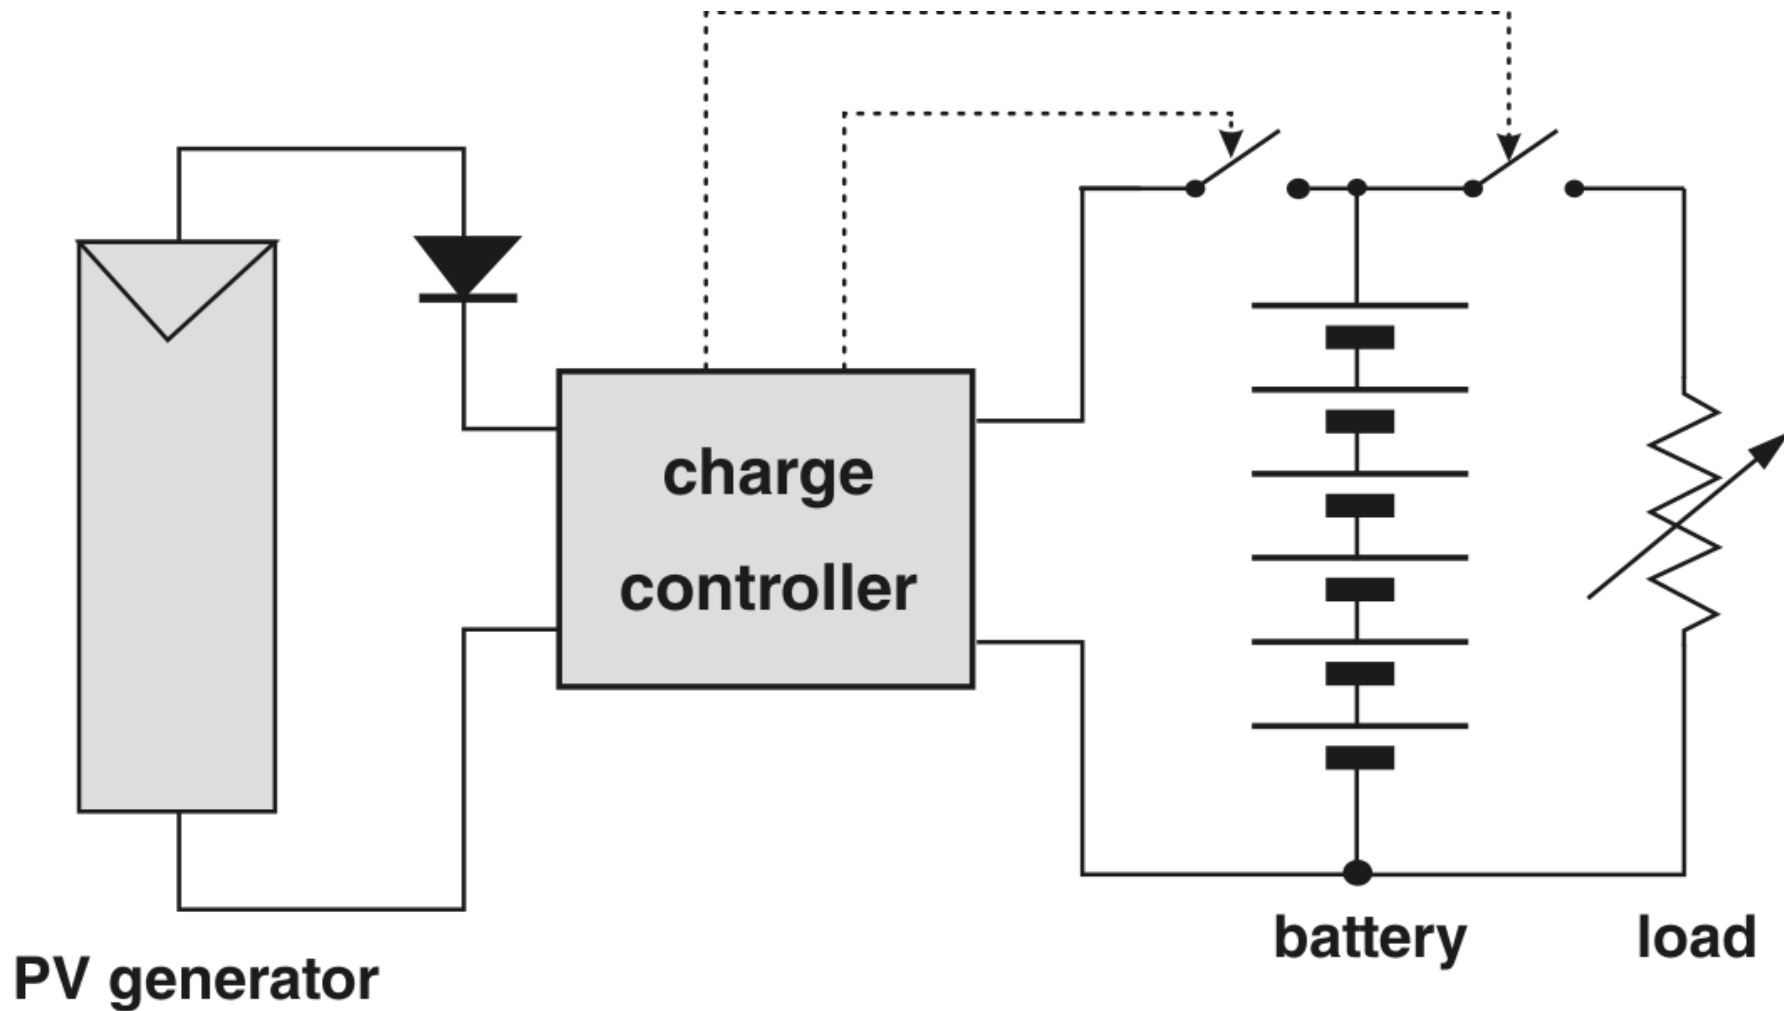 charge
controller
battery
load
PV generator